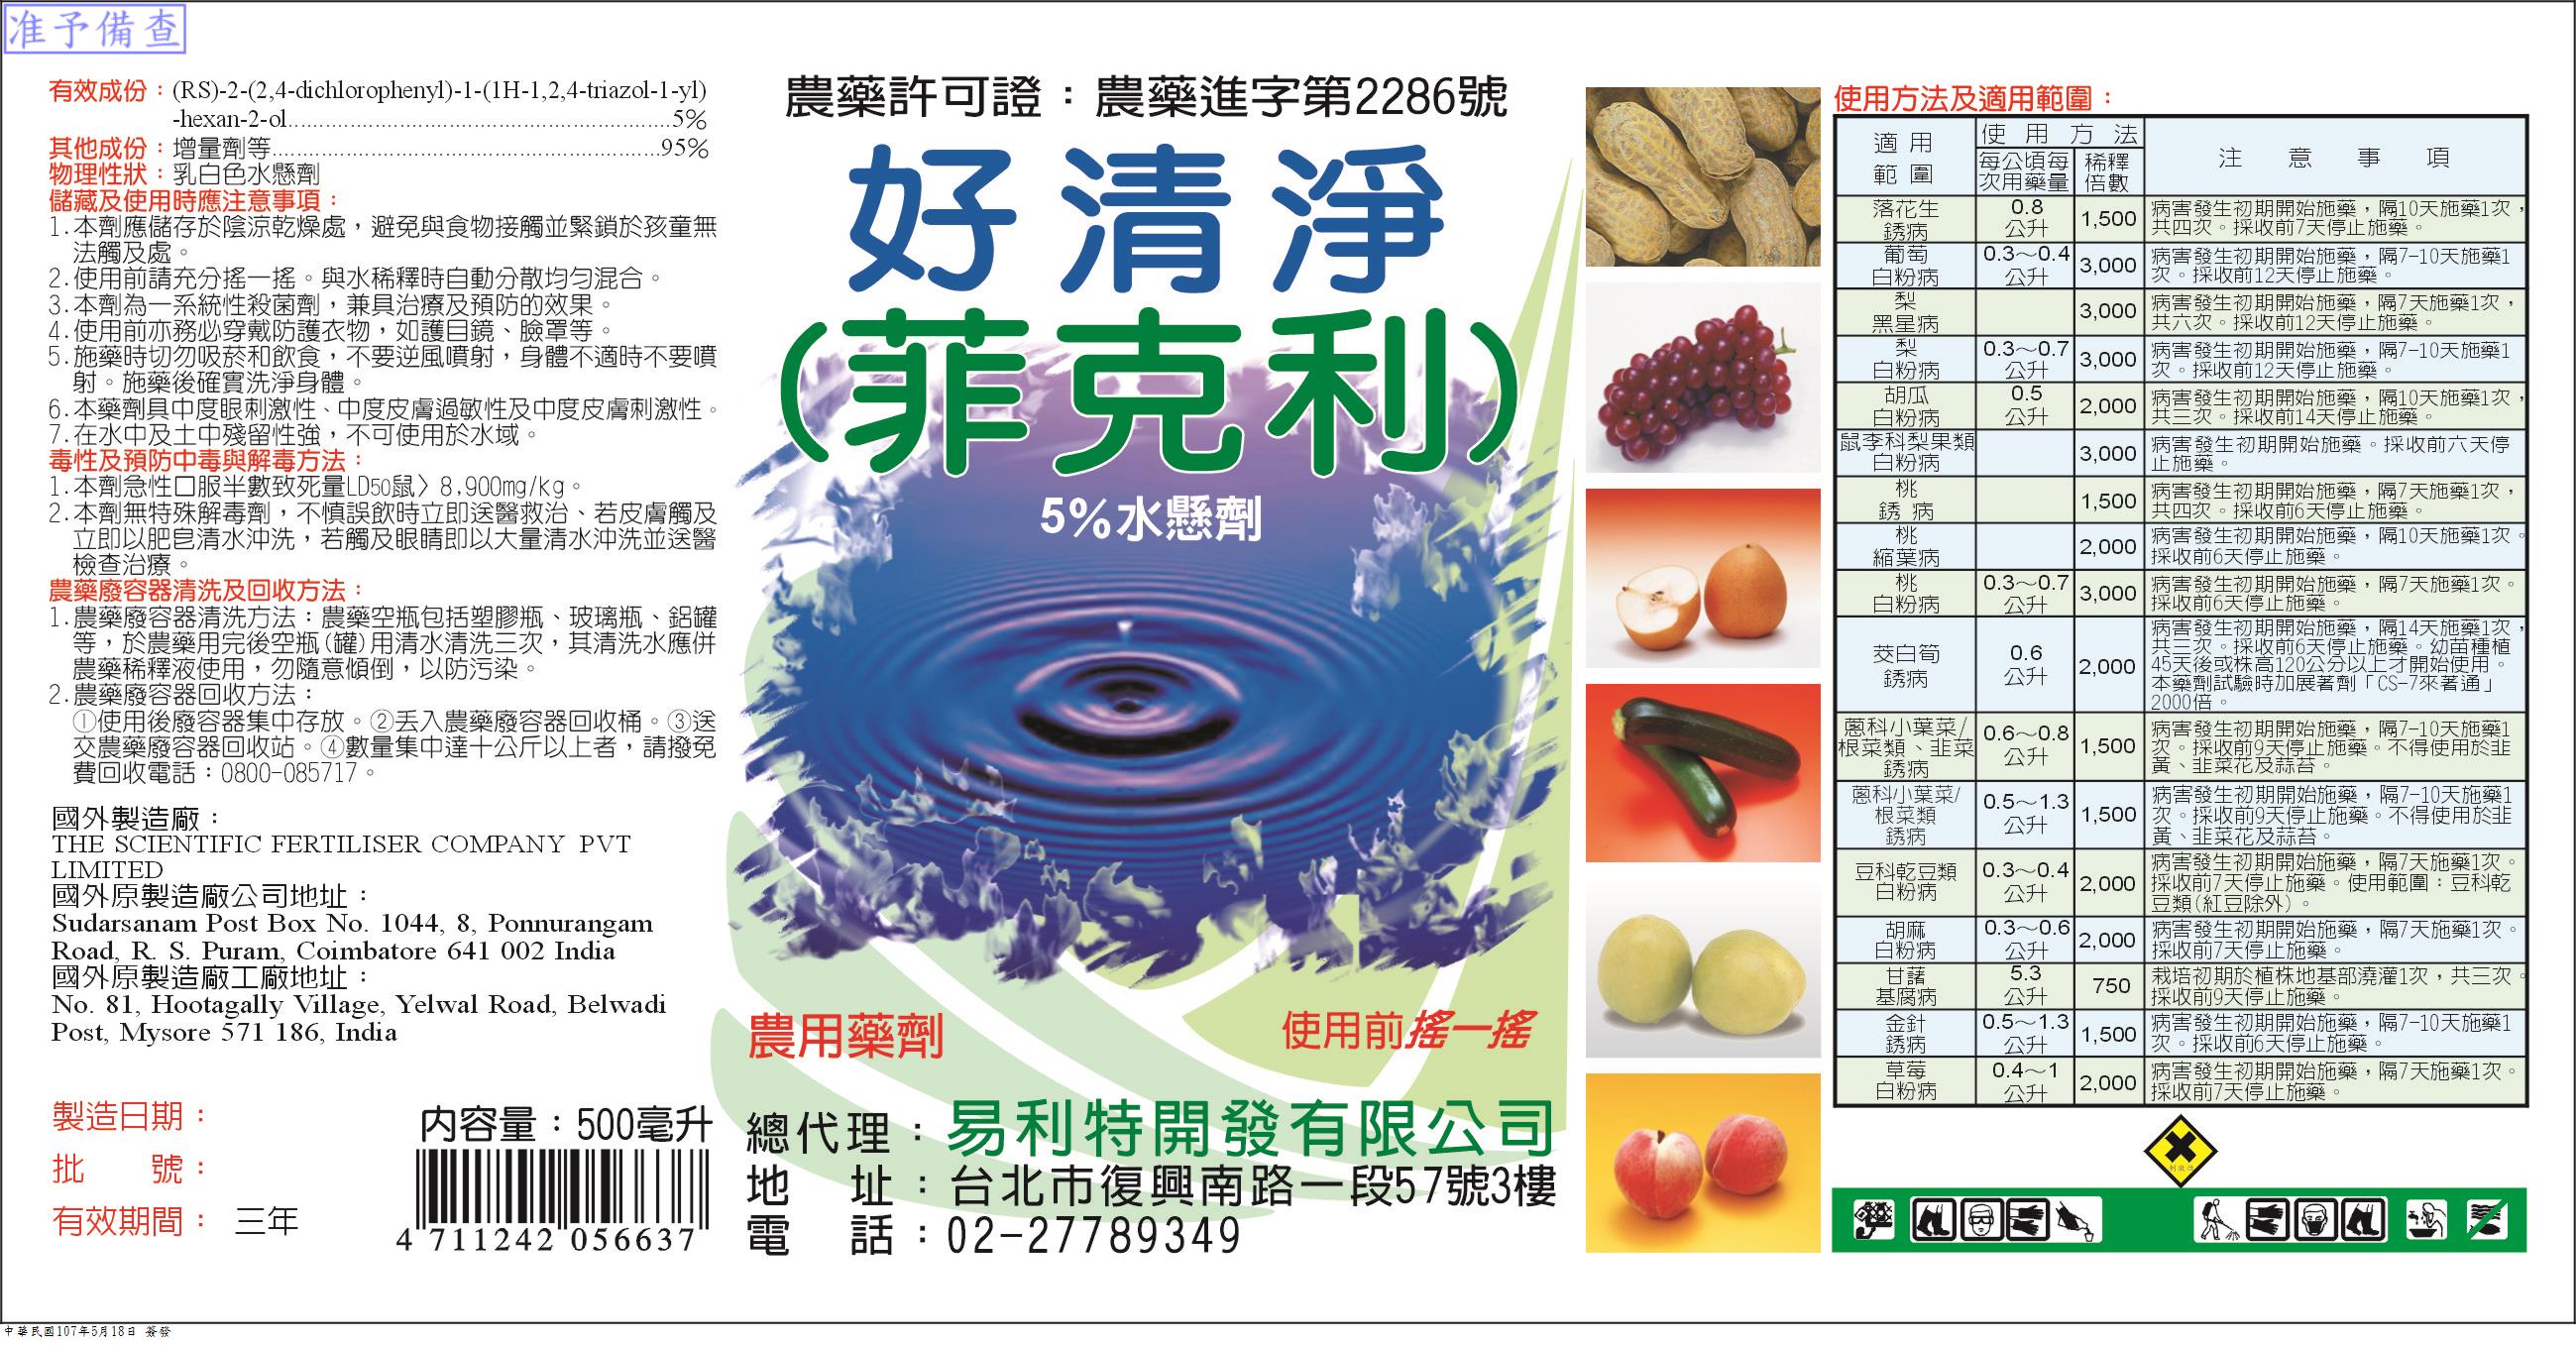 准予備查
有效成份：(RS)-2-(2,4-dichlorophenyl)-1-(1H-1,2,4-triazol-1-yl)
-hexan-2-ol......................................................5%
其他成份：增量劑等......................................................95%
物理性狀：乳白色水懸劑
儲藏及使用時應注意事項：
1.本劑應儲存於陰涼乾燥處，避免與食物接觸並緊鎖於孩童無
法觸及處。
2.使用前請充分搖一搖。與水稀釋時自動分散均勻混合。
3.本劑為一系統性殺菌劑，兼具治療及預防的效果。
4.使用前亦務必穿戴防護衣物，如護目鏡、臉罩等。
5.施藥時切勿吸菸和飲食，不要逆風噴射，身體不適時不要噴
射。施藥後確實洗淨身體。
6.本藥劑具中度眼刺激性、中度皮膚過敏性及中度皮膚刺激性。
7.在水中及土中殘留性強，不可使用於水域。
毒性及預防中毒與解毒方法：
1.本劑急性口服半數致死量LD50鼠〉8,900mg/kg。
2.本劑無特殊解毒劑，不慎誤飲時立即送醫救治、若皮膚觸及
立即以肥皂清水沖洗，若觸及眼睛即以大量清水沖洗並送醫
檢查治療。
農藥廢容器清洗及回收方法：
1.農藥廢容器清洗方法：農藥空瓶包括塑膠瓶、玻璃瓶、鋁罐
等，於農藥用完後空瓶(罐)用清水清洗三次，其清洗水應併
農藥稀釋液使用，勿隨意傾倒，以防污染。
2.農藥廢容器回收方法：
①使用後廢容器集中存放。②丟入農藥廢容器回收桶。③送
交農藥廢容器回收站。④數量集中達十公斤以上者，請撥免
費回收電話：0800-085717。
國外製造廠：
THE SCIENTIFIC FERTILISER COMPANY PVT
LIMITED
國外原製造廠公司地址：
Sudarsanam Post Box No. 1044, 8, Ponnurangam
Road, R. S. Puram, Coimbatore 641 002 India
國外原製造廠工廠地址：
No. 81, Hootagally Village, Yelwal Road, Belwadi
Post, Mysore 571 186, India
製造日期：
批　　號：
有效期間：　三年
內容量：500毫升
4 711242 056637
農藥許可證：農藥進字第2286號
好清淨
(菲克利)
5%水懸劑
農用藥劑
使用前搖一搖
總代理：易利特開發有限公司
地　址：台北市復興南路一段57號3樓
電　話：02-27789349
使用方法及適用範圍：
適用範圍　使用方法　注意事項
每公頃每次用藥量　稀釋倍數
落花生銹病　0.8公升　1,500　病害發生初期開始施藥，隔10天施藥1次，
共四次。採收前7天停止施藥。
葡萄白粉病　0.3～0.4公升　3,000　病害發生初期開始施藥，隔7-10天施藥1
次。採收前12天停止施藥。
梨黑星病　3,000　病害發生初期開始施藥，隔7天施藥1次，
共六次。採收前12天停止施藥。
梨白粉病　0.3～0.7公升　3,000　病害發生初期開始施藥，隔7-10天施藥1
次。採收前12天停止施藥。
胡瓜白粉病　0.5公升　2,000　病害發生初期開始施藥，隔10天施藥1次，
共三次。採收前14天停止施藥。
鼠李科梨果類白粉病　3,000　病害發生初期開始施藥。採收前六天停
止施藥。
桃銹病　1,500　病害發生初期開始施藥，隔7天施藥1次，
共四次。採收前6天停止施藥。
桃縮葉病　2,000　病害發生初期開始施藥，隔10天施藥1次。
採收前6天停止施藥。
桃白粉病　0.3～0.7公升　3,000　病害發生初期開始施藥，隔7天施藥1次。
採收前6天停止施藥。
茭白筍銹病　0.6公升　2,000　病害發生初期開始施藥，隔14天施藥1次，
共三次。採收前6天停止施藥。幼苗種植
45天後或株高120公分以上才開始使用。
本藥劑試驗時加展著劑「CS-7來著通」
2000倍。
蔥科小葉菜/根菜類、韭菜銹病　0.6～0.8公升　1,500　病害發生初期開始施藥，隔7-10天施藥1
次。採收前9天停止施藥。不得使用於韭
黃、韭菜花及蒜苔。
蔥科小葉菜/根菜類銹病　0.5～1.3公升　1,500　病害發生初期開始施藥，隔7-10天施藥1
次。採收前9天停止施藥。不得使用於韭
黃、韭菜花及蒜苔。
豆科乾豆類白粉病　0.3～0.4公升　2,000　病害發生初期開始施藥，隔7天施藥1次。
採收前7天停止施藥。使用範圍：豆科乾
豆類(紅豆除外)。
胡麻白粉病　0.3～0.6公升　2,000　病害發生初期開始施藥，隔7天施藥1次。
採收前7天停止施藥。
甘藷基腐病　5.3公升　750　栽培初期於植株地基部澆灌1次，共三次。
採收前9天停止施藥。
金針銹病　0.5～1.3公升　1,500　病害發生初期開始施藥，隔7-10天施藥1
次。採收前6天停止施藥。
草莓白粉病　0.4～1公升　2,000　病害發生初期開始施藥，隔7天施藥1次。
採收前7天停止施藥。
中華民國107年5月18日 簽發